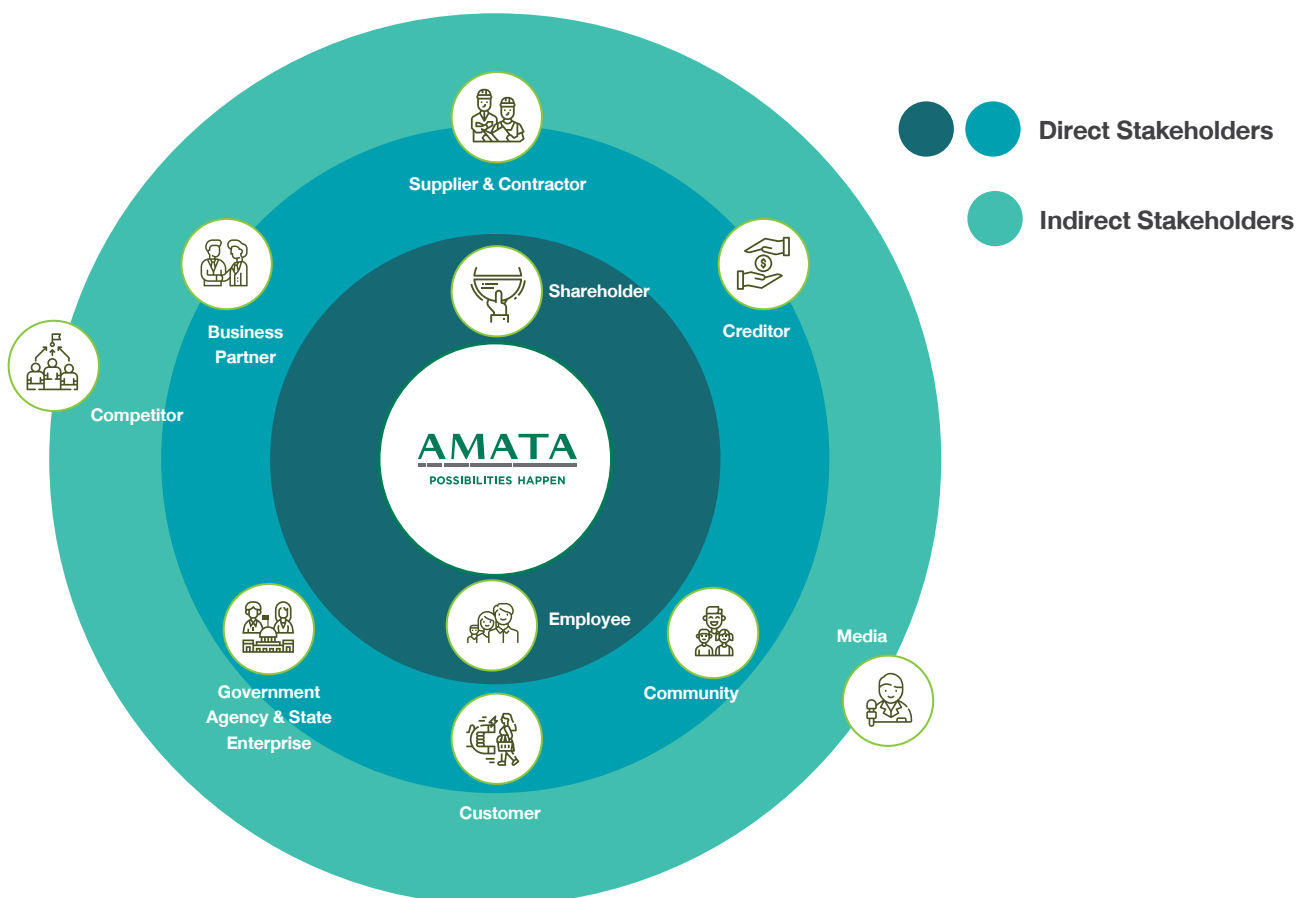 Direct Stakeholders
Indirect Stakeholders
Supplier & Contractor
Shareholder
Business
Partner
Creditor
Competitor
AMATA
POSSIBILITIES HAPPEN
Employee
Media
Government
Agency & State
Enterprise
Community
Customer
$